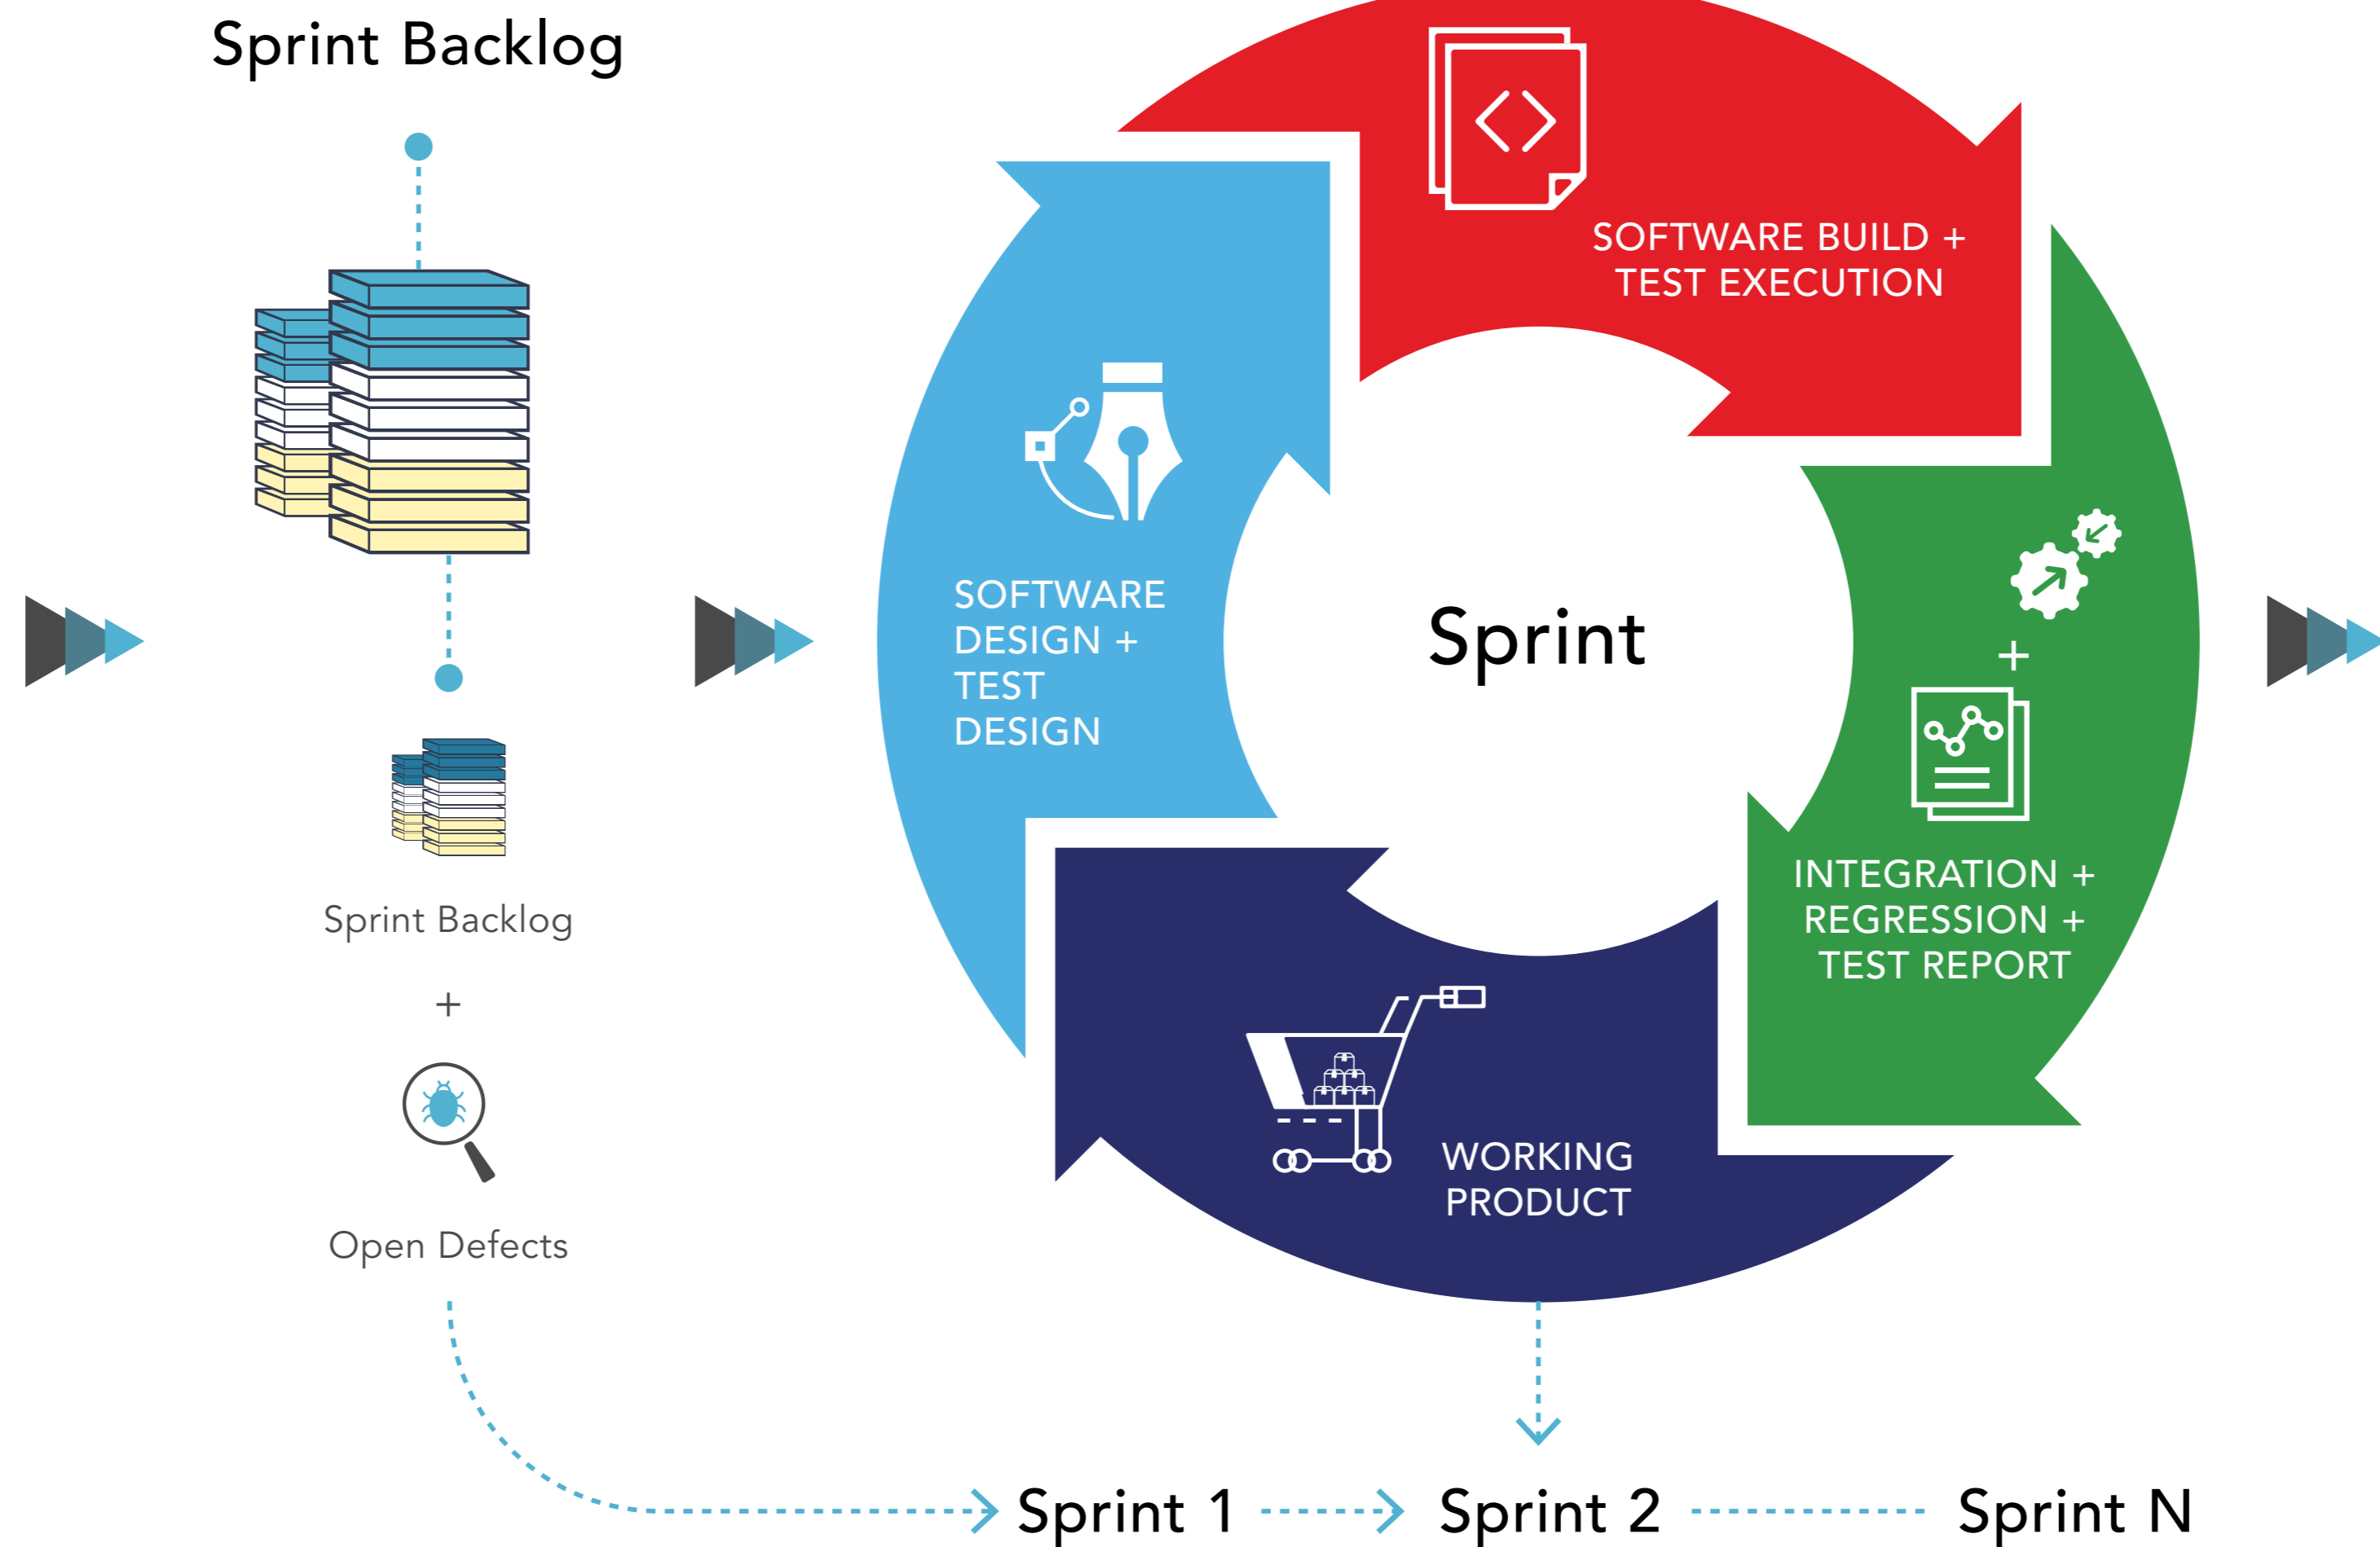 Sprint Backlog
SOFTWARE BUILD +
TEST EXECUTION
SOFTWARE
DESIGN +
TEST
DESIGN
Sprint
+
INTEGRATION +
REGRESSION +
TEST REPORT
Sprint Backlog
+
Open Defects
WORKING
PRODUCT
Sprint 1
Sprint 2
Sprint N